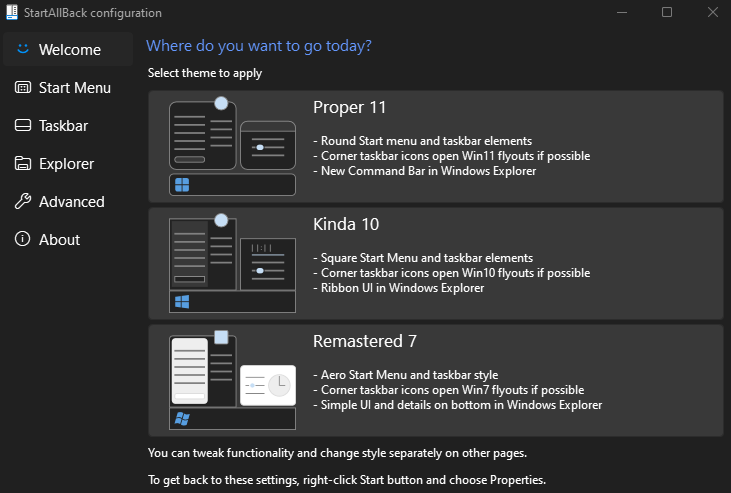 StartAllBack configuration
Welcome
Start Menu
Taskbar
Explorer
Advanced
About
Where do you want to go today?
Select theme to apply
Proper 11
- Round Start menu and taskbar elements
- Corner taskbar icons open Win11 flyouts if possible
- New Command Bar in Windows Explorer
Kinda 10
- Square Start Menu and taskbar elements
- Corner taskbar icons open Win10 flyouts if possible
- Ribbon UI in Windows Explorer
Remastered 7
- Aero Start Menu and taskbar style
- Corner taskbar icons open Win7 flyouts if possible
- Simple UI and details on bottom in Windows Explorer
You can tweak functionality and change style separately on other pages.
To get back to these settings, right-click Start button and choose Properties.